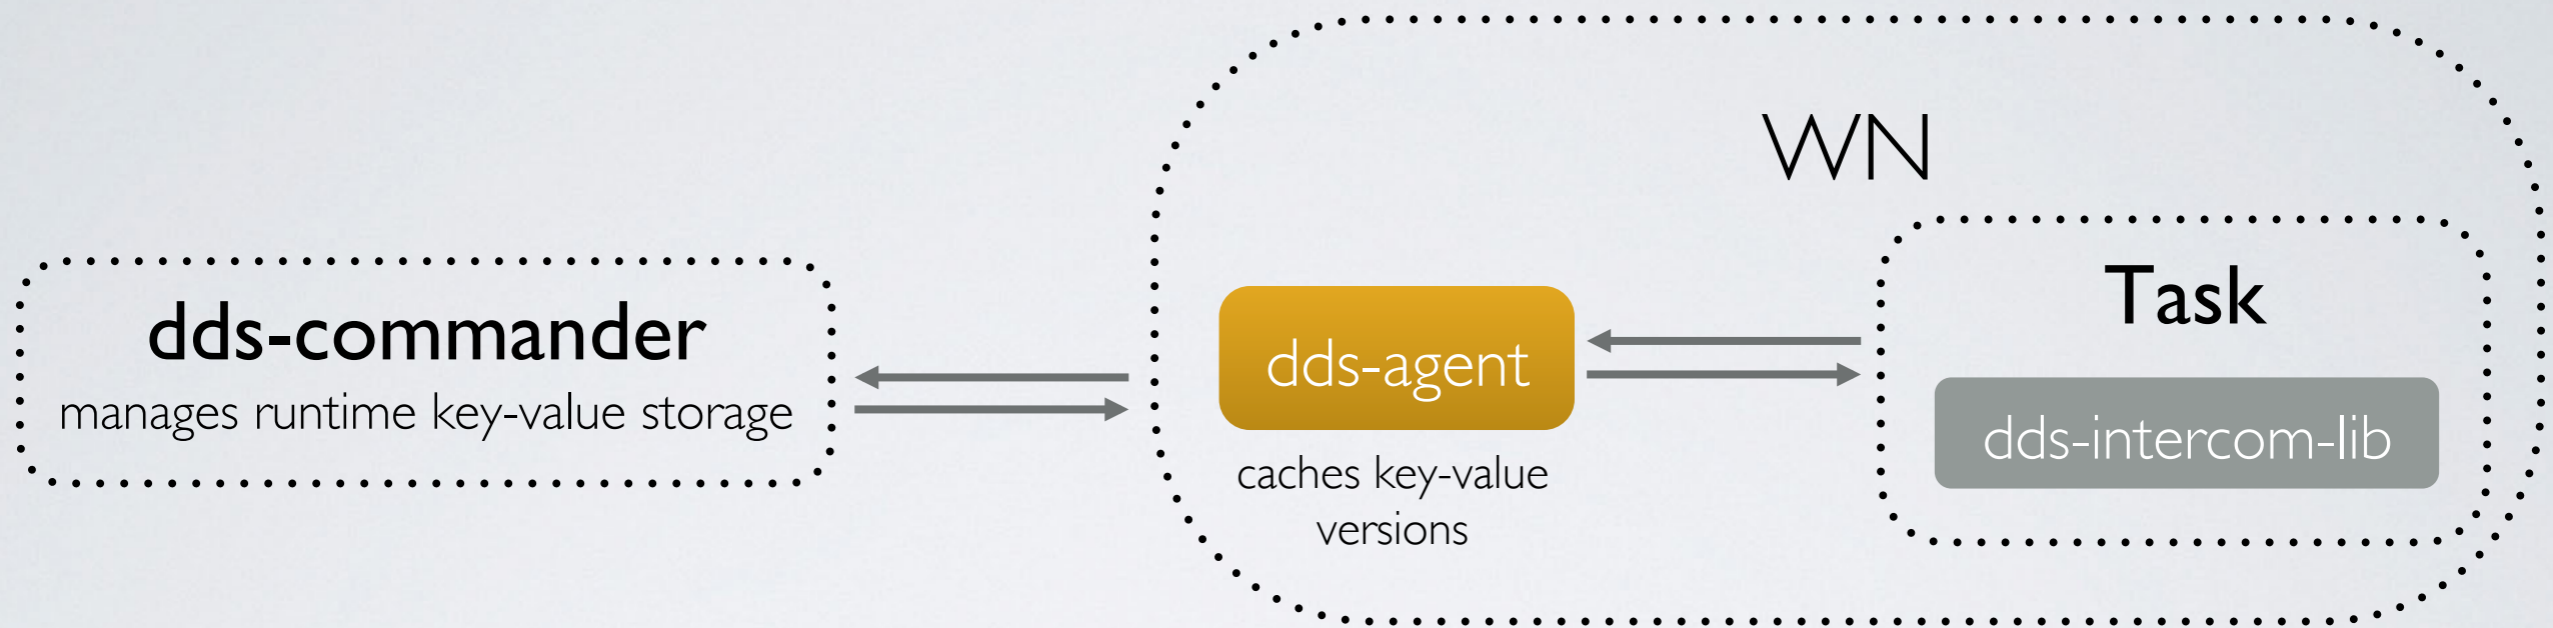 WN
dds-commander
manages runtime key-value storage
dds-agent
caches key-value
versions
Task
dds-intercom-lib